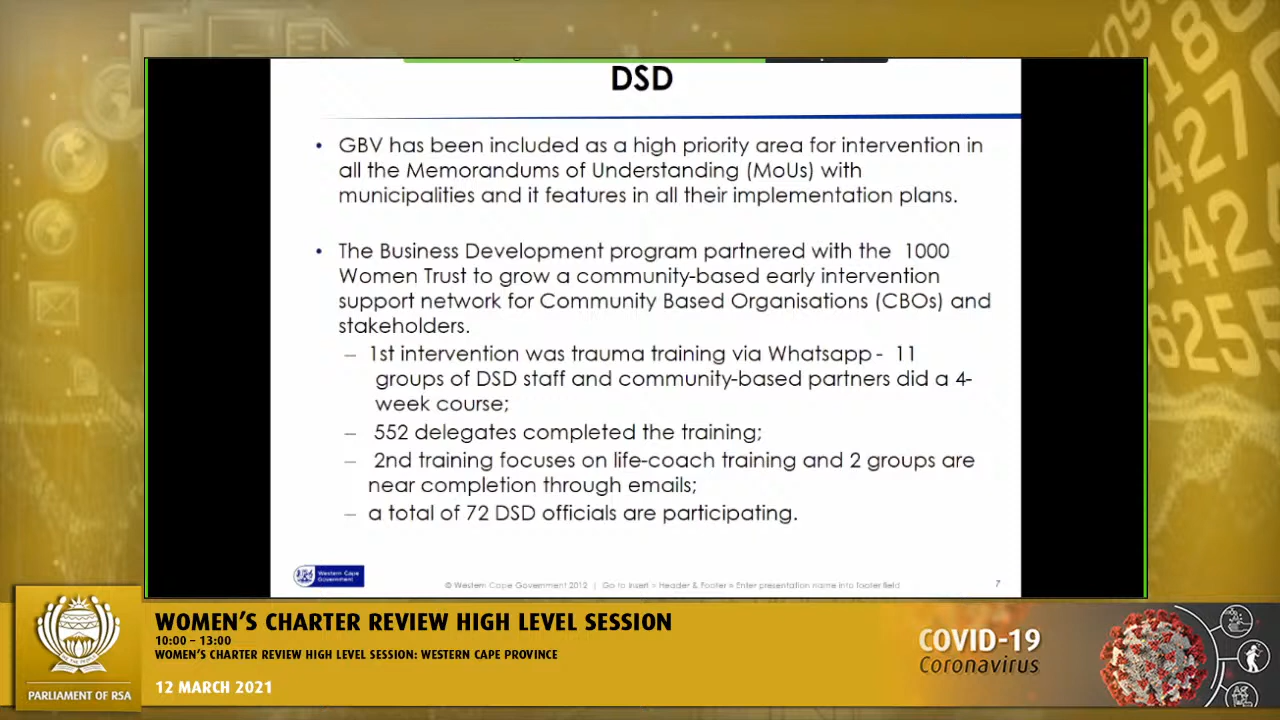 DSD
• GBV has been included as a high priority area for intervention in
all the Memorandums of Understanding (MoUs) with
municipalities and it features in all their implementation plans.
• The Business Development program partnered with the 1000
Women Trust to grow a community-based early intervention
support network for Community Based Organisations (CBOs) and
stakeholders.
– 1st intervention was trauma training via Whatsapp - 11
groups of DSD staff and community-based partners did a 4-
week course;
– 552 delegates completed the training;
– 2nd training focuses on life-coach training and 2 groups are
near completion through emails;
– a total of 72 DSD officials are participating.
Western Cape
Government
© Western Cape Government 2012 | Go to Insert > Header & Footer > Enter presentation name into footer field
7
WOMEN'S CHARTER REVIEW HIGH LEVEL SESSION
10:00 – 13:00
WOMEN'S CHARTER REVIEW HIGH LEVEL SESSION: WESTERN CAPE PROVINCE
12 MARCH 2021
PARLIAMENT OF RSA
COVID-19
Coronavirus